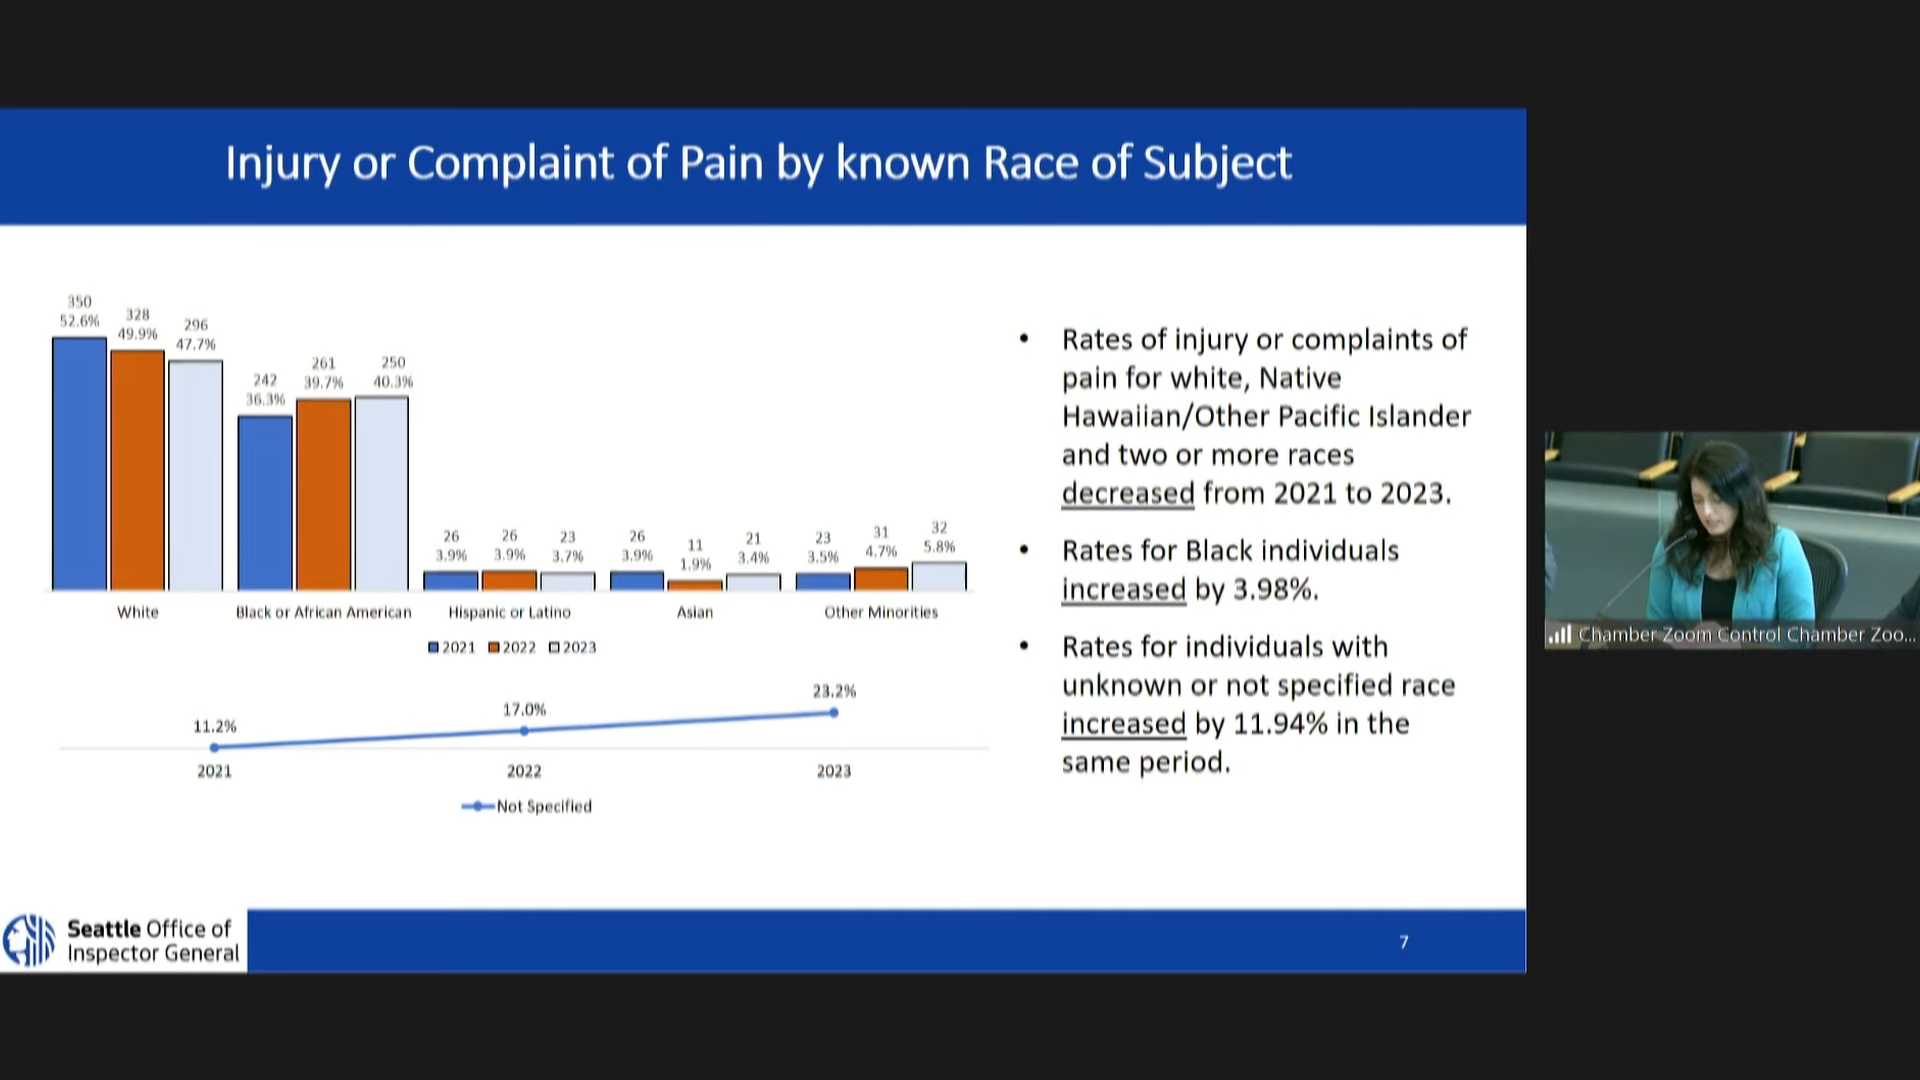 Injury or Complaint of Pain by known Race of Subject
350
52.6%
328
49.9%
296
47.7%
242
36.3%
261
39.7%
250
40.3%
26
3.9%
26
3.9%
23
3.7%
26
3.9%
11
1.9%
21
3.4%
23
3.5%
31
4.7%
32
5.8%
White
Black or African American
Hispanic or Latino
Asian
Other Minorities
2021 2022 2023
11.2%
17.0%
23.2%
2021
2022
2023
Not Specified
• Rates of injury or complaints of
pain for white, Native
Hawaiian/Other Pacific Islander
and two or more races
decreased from 2021 to 2023.
• Rates for Black individuals
increased by 3.98%.
• Rates for individuals with
unknown or not specified race
increased by 11.94% in the
same period.
Chamber Zoom Control Chamber Zoo...
Seattle Office of
Inspector General
7